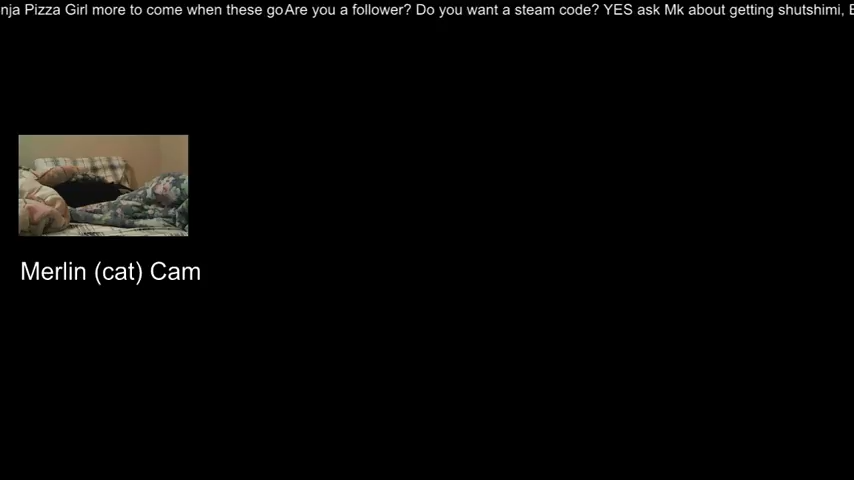 nja Pizza Girl more to come when these goAre you a follower? Do you want a steam code? YES ask Mk about getting shutshimi, E
Merlin (cat) Cam